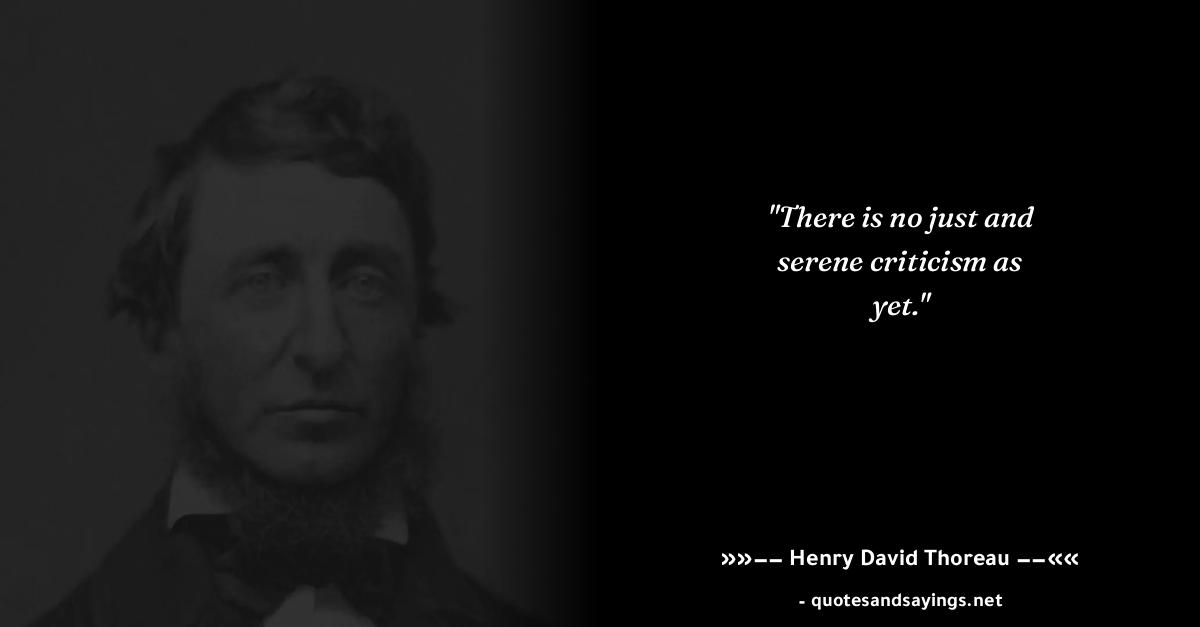 "There is no just and
serene criticism as
yet."
»»—— Henry David Thoreau ——««
- quotesandsayings.net